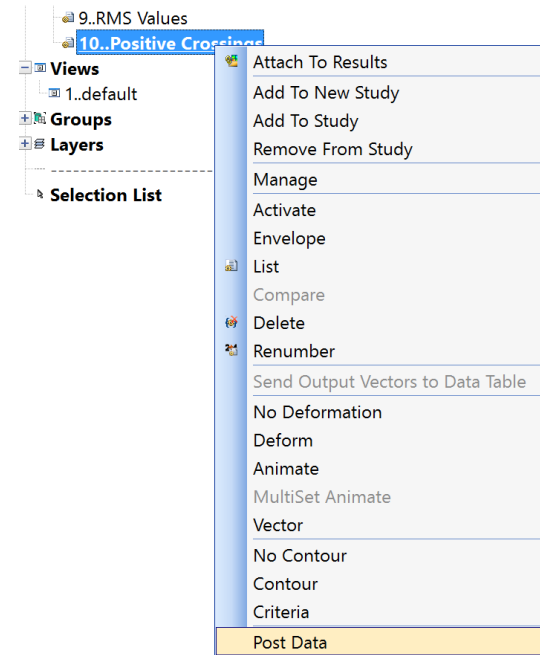 9..RMS Values
10..Positive Crossings
Views
1..default
Groups
Layers
Selection List
Attach To Results
Add To New Study
Add To Study
Remove From Study
Manage
Activate
Envelope
List
Compare
Delete
Renumber
Send Output Vectors to Data Table
No Deformation
Deform
Animate
MultiSet Animate
Vector
No Contour
Contour
Criteria
Post Data